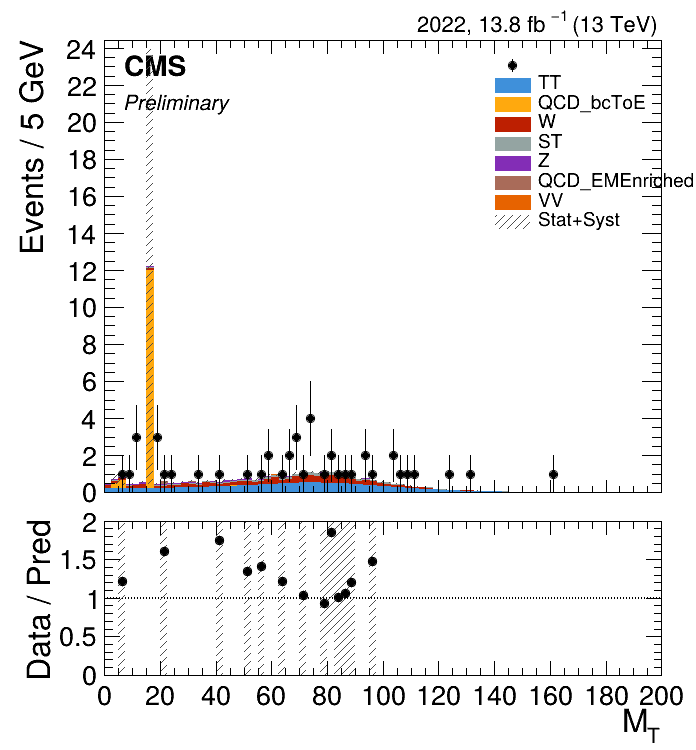 2022, 13.8 fb⁻¹ (13 TeV)
CMS
Preliminary
Events / 5 GeV
24
22
20
18
16
14
12
10
8
6
4
2
0
TT
QCD_bcToE
W
ST
Z
QCD_EMEnriched
VV
Stat+Syst
Data / Pred
2
1.5
1
0.5
0
0 20 40 60 80 100 120 140 160 180 200
M_T